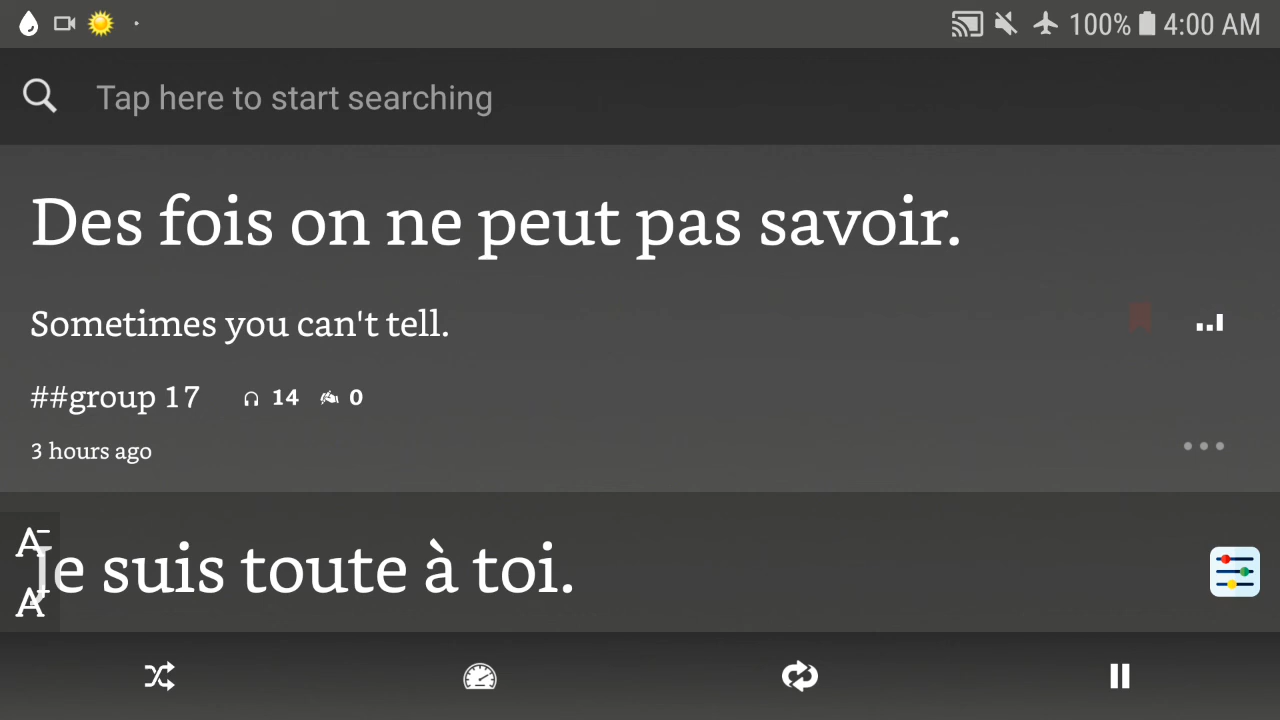 100% 4:00 AM
Tap here to start searching
Des fois on ne peut pas savoir.
Sometimes you can't tell.
##group 17 14 0
3 hours ago
A-
Je suis toute à toi.
A+